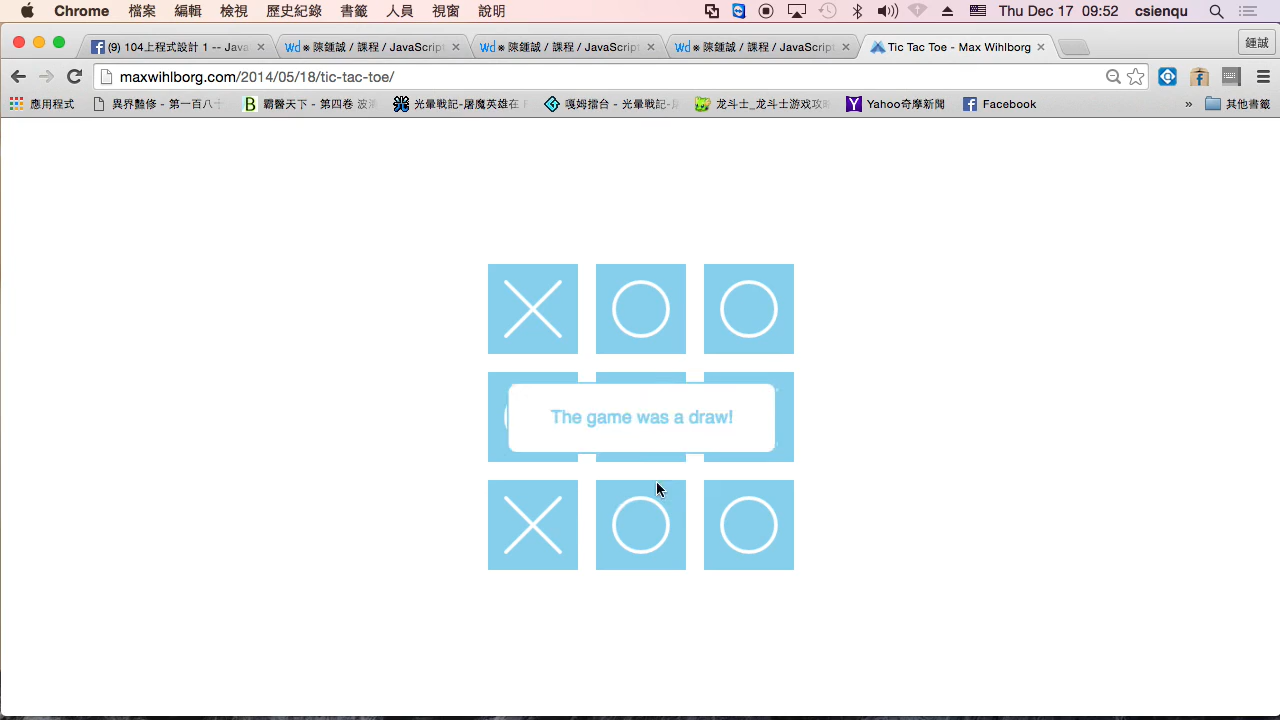 Chrome 檔案 編輯 檢視 歷史紀錄 書籤 人員 視窗 說明 Thu Dec 17 09:52 csienqu
(9) 104上程式設計 1 -- Java Wd ※ 陳鍾誠 / 課程 / JavaScript Wd ※ 陳鍾誠 / 課程 / JavaScript Wd ※ 陳鍾誠 / 課程 / JavaScript Tic Tac Toe - Max Wihlborg 鍾誠
maxwihlborg.com/2014/05/18/tic-tac-toe/
應用程式 異界豔修 - 第一百八十 霸醫天下 - 第四卷 光暈戰記-屠魔英雄在 嘎姆擂台 - 光暈戰記- 龙斗士_龙斗士游戏攻略 Yahoo奇摩新聞 Facebook » 其他書籤
The game was a draw!